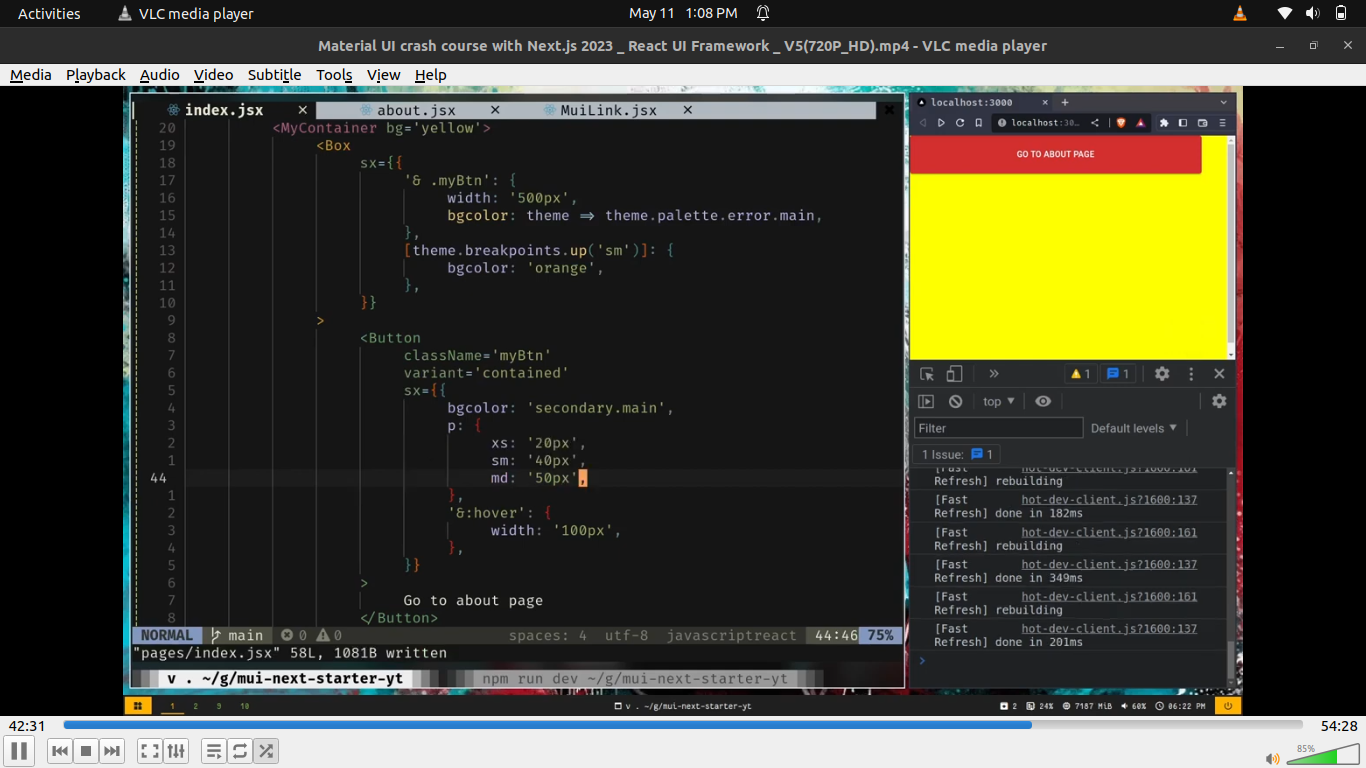 Activities VLC media player May 11 1:08 PM
Material UI crash course with Next.js 2023 _ React UI Framework _ V5(720P_HD).mp4 - VLC media player
Media Playback Audio Video Subtitle Tools View Help
index.jsx × about.jsx × MuiLink.jsx ×
20 <MyContainer bg='yellow'>
19 <Box
18 sx={{
17 '& .myBtn': {
16 width: '500px',
15 bgcolor: theme ⇒ theme.palette.error.main,
14 },
13 [theme.breakpoints.up('sm')]: {
12 bgcolor: 'orange',
11 },
10 }}
9 >
8 <Button
7 className='myBtn'
6 variant='contained'
5 sx={{
4 bgcolor: 'secondary.main',
3 p: {
2 xs: '20px',
1 sm: '40px',
44 md: '50px',
1 },
2 '&:hover': {
3 width: '100px',
4 },
5 }}
6 >
7 Go to about page
8 </Button>
NORMAL main 0 0 spaces: 4 utf-8 javascriptreact 44:46 75%
"pages/index.jsx" 58L, 1081B written
v . ~/g/mui-next-starter-yt npm run dev ~/g/mui-next-starter-yt
localhost:3000 × +
localhost:30…
GO TO ABOUT PAGE
» 1 1
top ▼
Filter Default levels ▼
1 Issue: 1
[Fast hot-dev-client.js?1600:161
Refresh] rebuilding
[Fast hot-dev-client.js?1600:137
Refresh] done in 182ms
[Fast hot-dev-client.js?1600:161
Refresh] rebuilding
[Fast hot-dev-client.js?1600:137
Refresh] done in 349ms
[Fast hot-dev-client.js?1600:161
Refresh] rebuilding
[Fast hot-dev-client.js?1600:137
Refresh] done in 201ms
>
1 2 9 10 v . ~/g/mui-next-starter-yt 2 24% 7187 MiB 60% 06:22 PM
42:31 54:28
85%